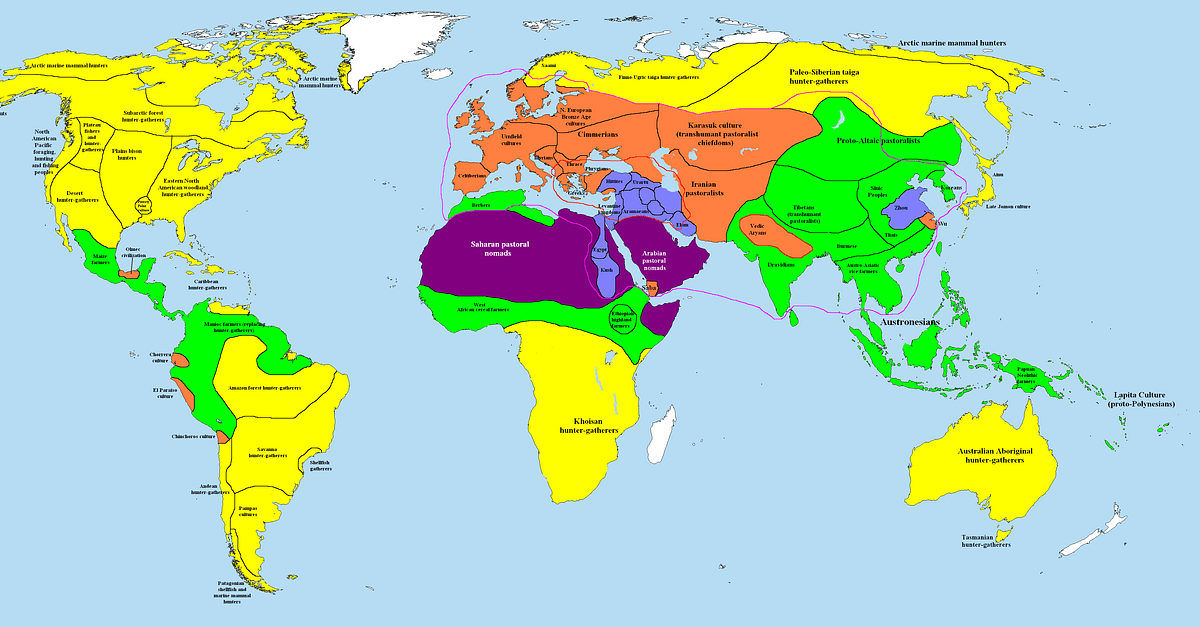 Arctic marine mammal hunters
Arctic marine
mammal hunters
nts
Subarctic forest
hunter-gatherers
North
American
Pacific
foraging,
hunting
and fishing
peoples
Plateau
fishers
and
hunter-
gatherers
Plains bison
hunters
Desert
hunter-gatherers
Eastern North
American woodland
hunter-gatherers
Poverty
Point
culture
Maize
farmers
Olmec
civilization
Caribbean
hunter-gatherers
Manioc farmers (replacing
hunter-gatherers)
Chorrera
culture
El Paraiso
culture
Amazon forest hunter-gatherers
Chinchoros culture
Savanna
hunter-gatherers
Shellfish
gatherers
Andean
hunter-gatherers
Pampas
cultures
Patagonian
shellfish and
marine mammal
hunters
Saami
Finno-Ugric taiga hunter-gatherers
Arctic marine mammal hunters
Paleo-Siberian taiga
hunter-gatherers
N. European
Bronze Age
cultures
Urnfield
cultures
Cimmerians
Karasuk culture
(transhumant pastoralist
chiefdoms)
Proto-Altaic pastoralists
Illyrians
Thrace
Phrygians
Celtiberians
Greeks
Hittites
Urartu
Iranian
pastoralists
Levantine
kingdoms
Aramaeans
Elam
Berbers
Saharan pastoral
nomads
Egypt
Kush
Arabian
pastoral
nomads
Saba
West
African cereal farmers
Ethiopian
highland
farmers
Khoisan
hunter-gatherers
Tibetans
(transhumant
pastoralists)
Sinic
Peoples
Zhou
Koreans
Ainu
Late Jomon culture
Wu
Thais
Vedic
Aryans
Dravidians
Burmese
Austro-Asiatic
rice farmers
Austronesians
Papuan
Neolithic
farmers
Lapita Culture
(proto-Polynesians)
Australian Aboriginal
hunter-gatherers
Tasmanian
hunter-gatherers